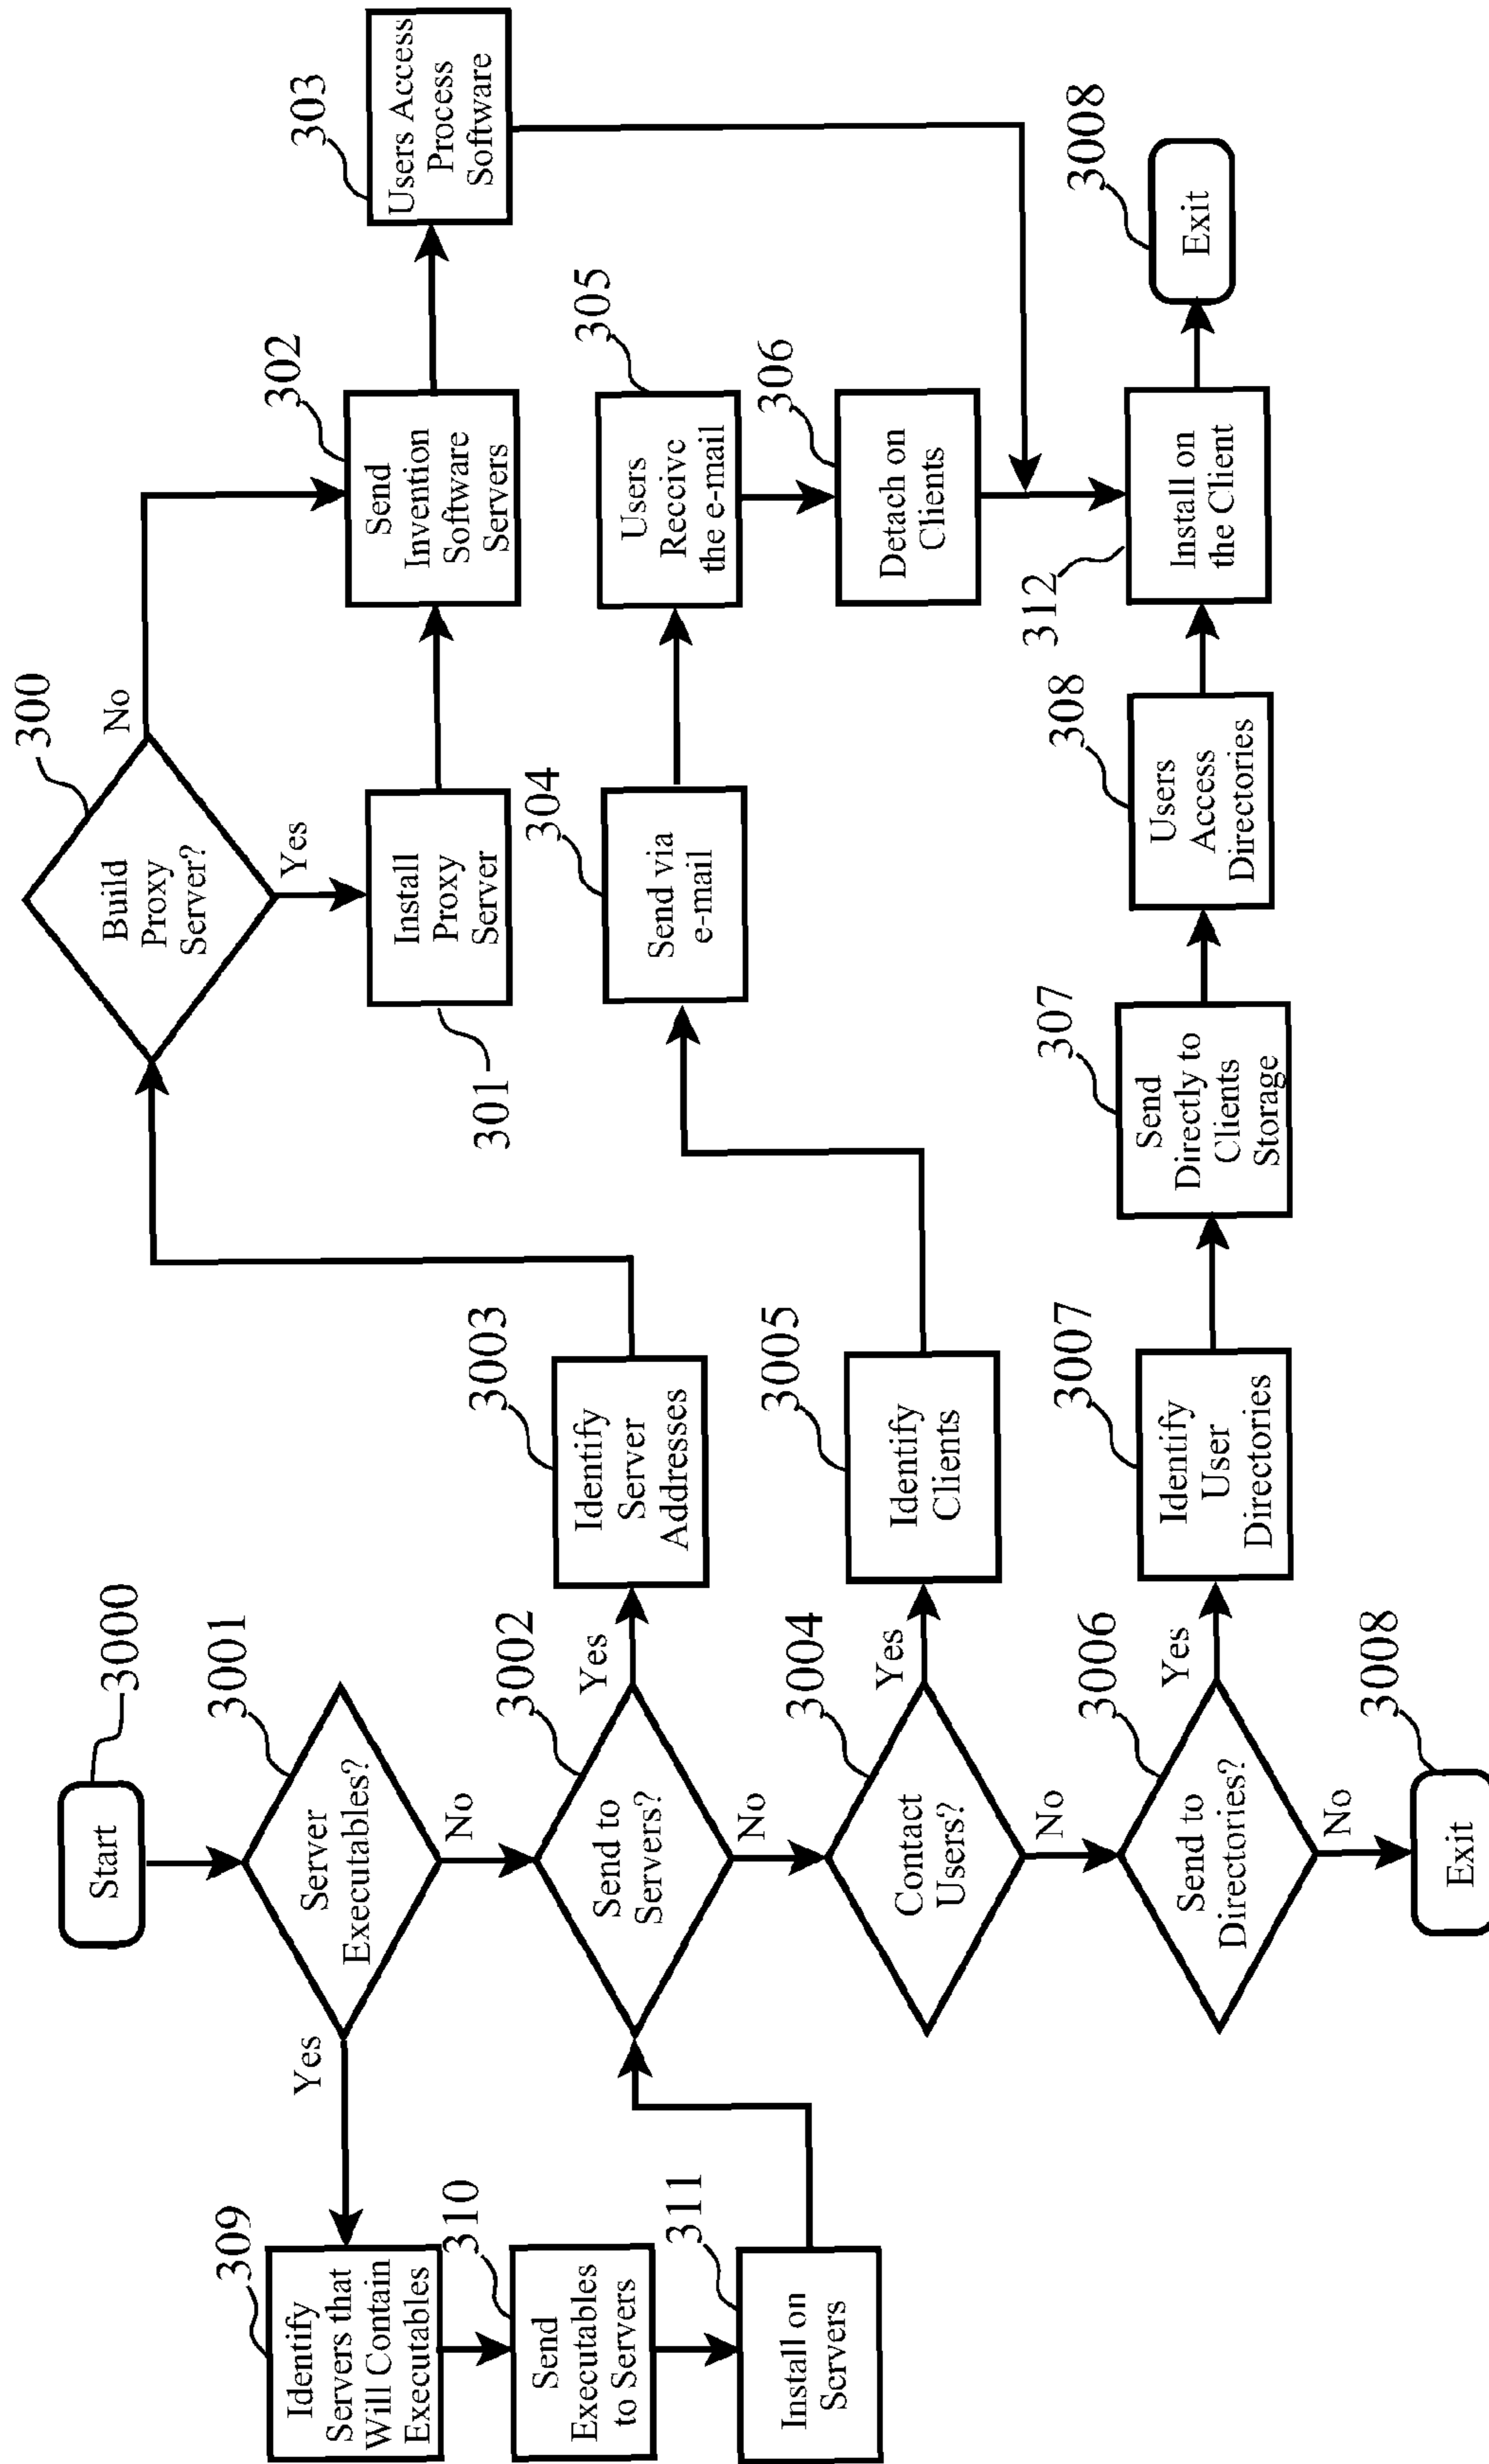 Start
3000
Server
Executables?
3001
Yes
No
Identify
Servers that
Will Contain
Executables
309
Send
Executables
to Servers
310
Install on
Servers
311
Send to
Servers?
3002
Yes
No
Identify
Server
Addresses
3003
Contact
Users?
3004
Yes
No
Identify
Clients
3005
Send to
Directories?
3006
Yes
No
Identify
User
Directories
3007
Exit
3008
Build
Proxy
Server?
300
No
Yes
Install
Proxy
Server
301
Send
Invention
Software
Servers
302
Users Access
Process
Software
303
Send via
e-mail
304
Users
Receive
the e-mail
305
Detach on
Clients
306
Send
Directly to
Clients
Storage
307
Users
Access
Directories
308
Install on
the Client
312
Exit
3008